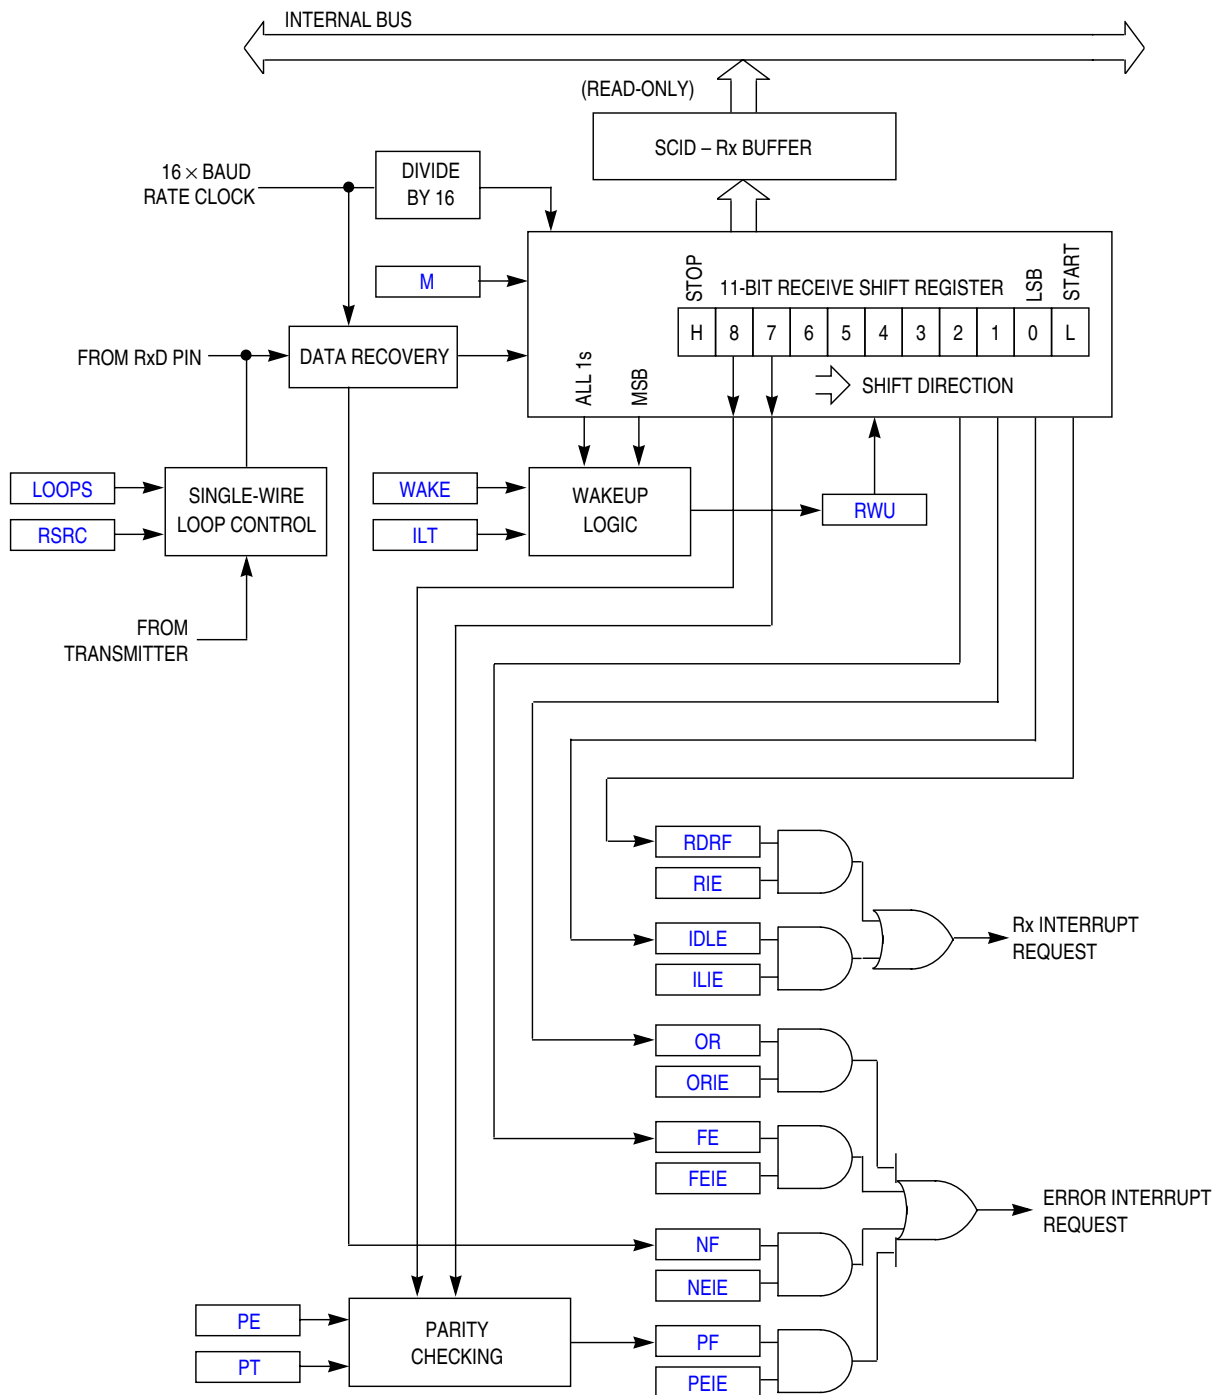 INTERNAL BUS
(READ-ONLY)
SCID – Rx BUFFER
16 × BAUD
RATE CLOCK
DIVIDE
BY 16
M
STOP
11-BIT RECEIVE SHIFT REGISTER
LSB
START
H 8 7 6 5 4 3 2 1 0 L
FROM RxD PIN
DATA RECOVERY
ALL 1s
MSB
SHIFT DIRECTION
LOOPS
RSRC
SINGLE-WIRE
LOOP CONTROL
WAKE
ILT
WAKEUP
LOGIC
RWU
FROM
TRANSMITTER
RDRF
RIE
IDLE
ILIE
Rx INTERRUPT
REQUEST
OR
ORIE
FE
FEIE
ERROR INTERRUPT
REQUEST
NF
NEIE
PE
PT
PARITY
CHECKING
PF
PEIE